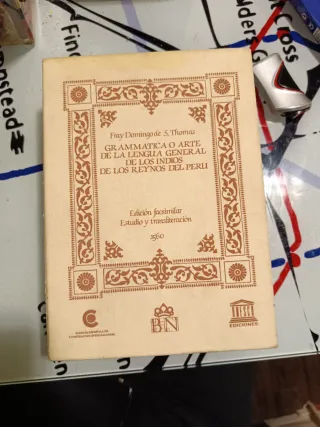 Fray Domingo de S. Thomas
GRAMMATICA O ARTE
DE LA LENGUA GENERAL
DE LOS INDIOS
DE LOS REYNOS DEL PERU
Edición facsimilar
Estudio y transliteración
1560
BN
EDICIONES